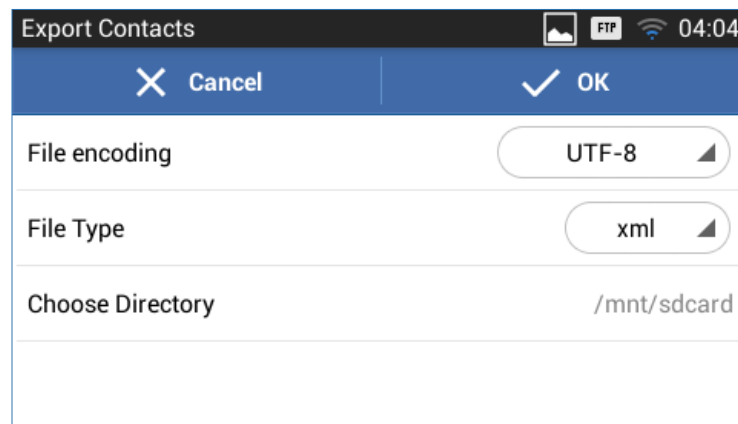 Export Contacts FTP 04:04
Cancel OK
File encoding UTF-8
File Type xml
Choose Directory /mnt/sdcard